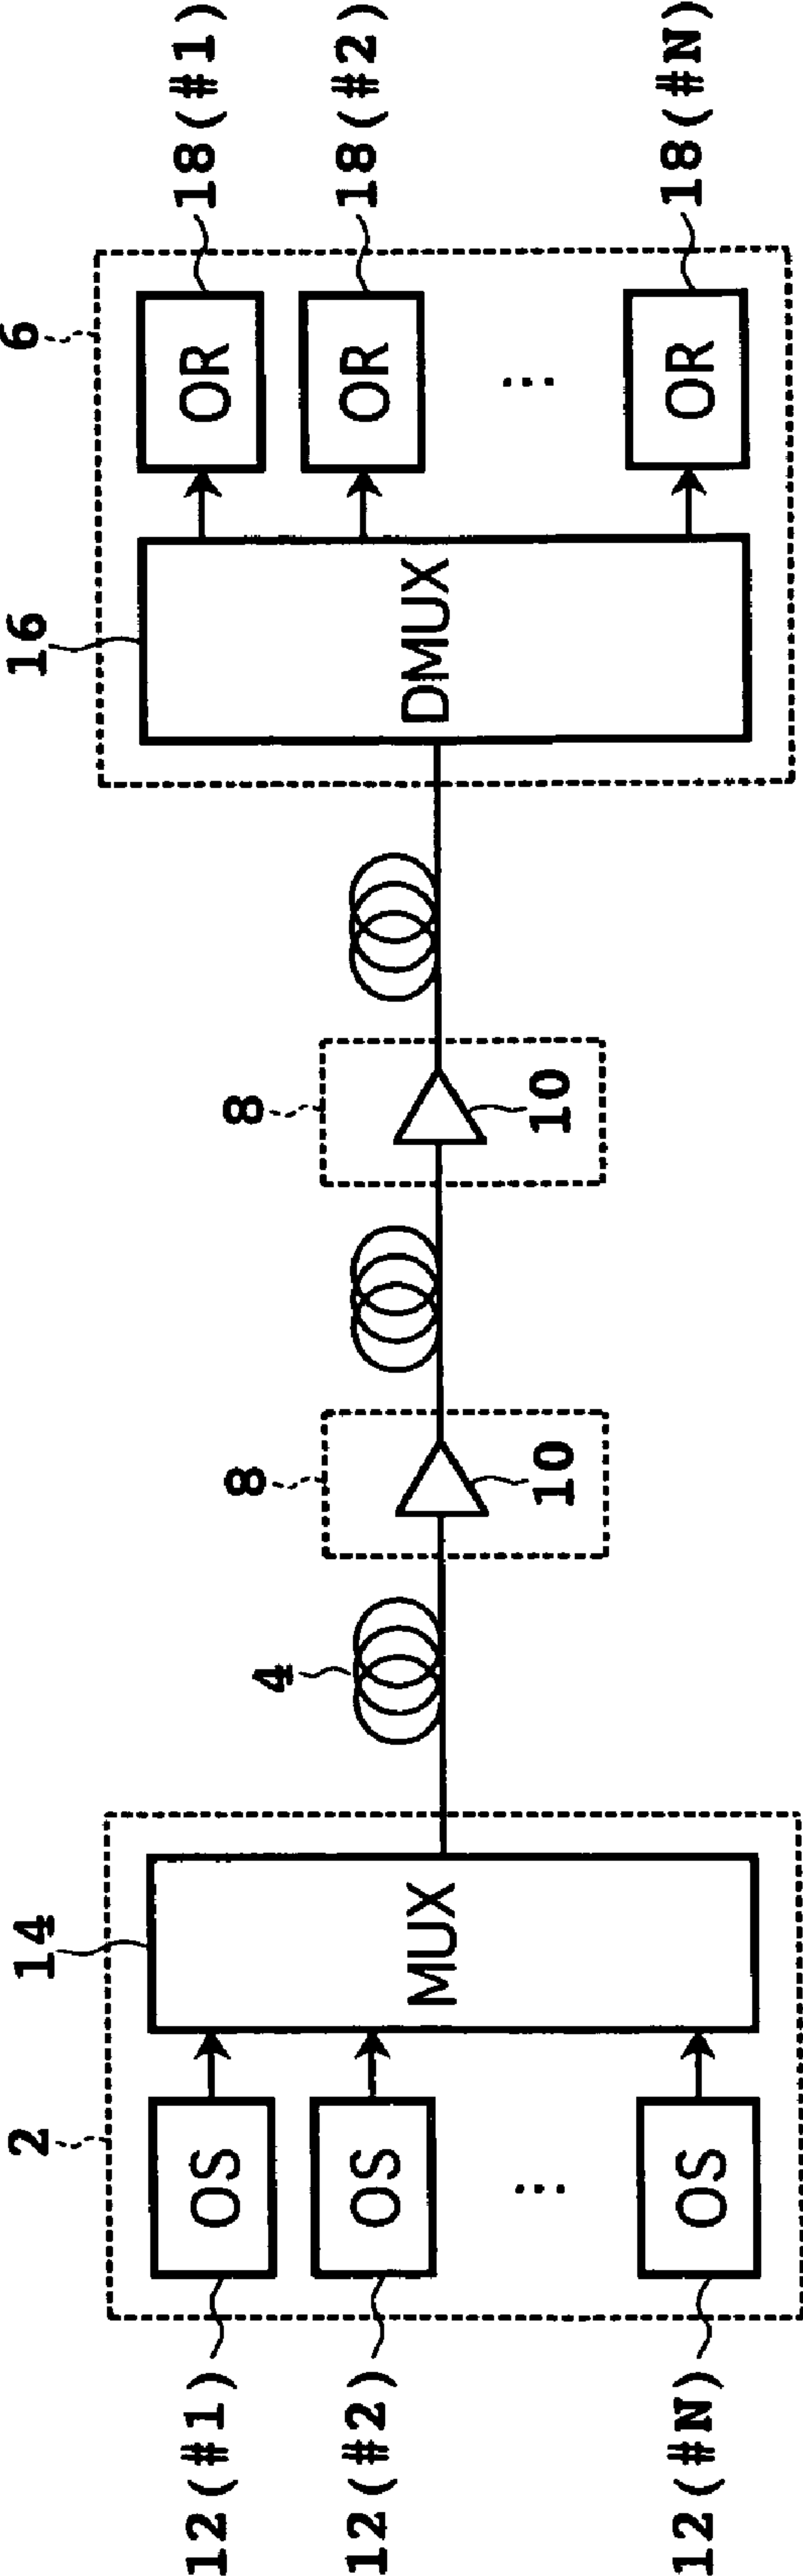 2
14
4
8
8
16
6
12(#1)
OS
12(#2)
OS
...
12(#N)
OS
MUX
10
10
DMUX
OR
18(#1)
OR
18(#2)
...
OR
18(#N)